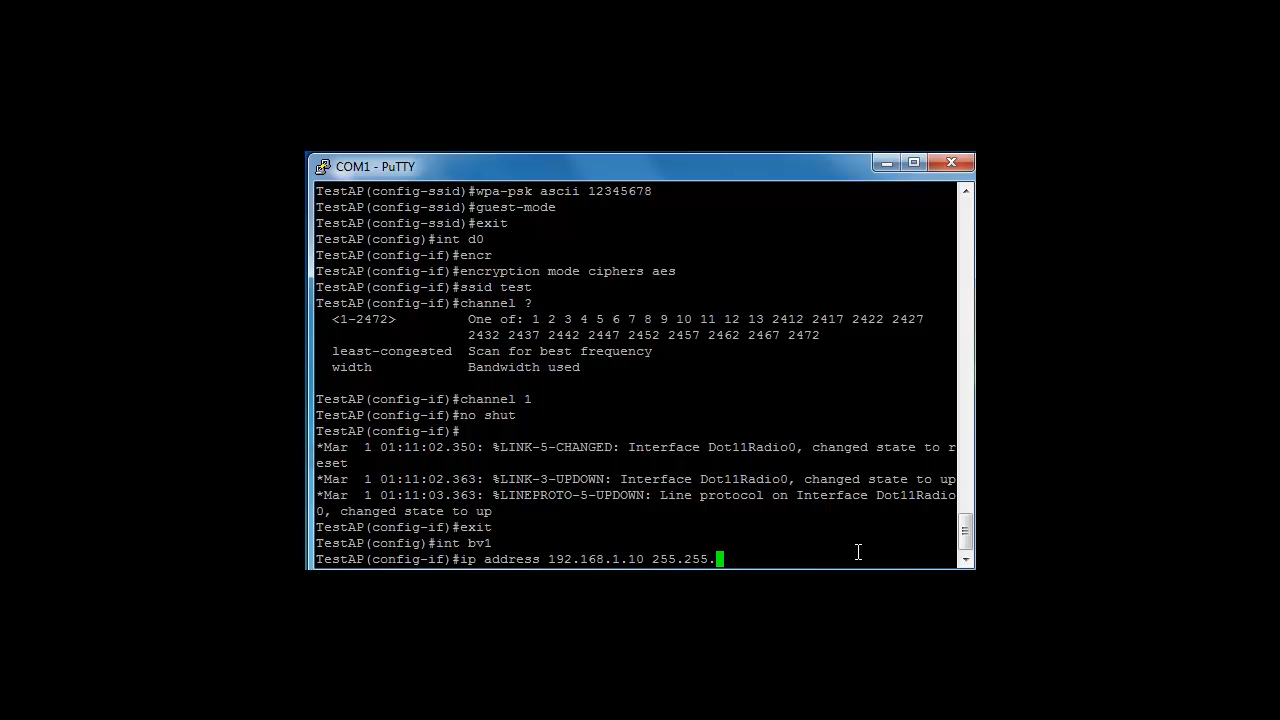 COM1 - PuTTY
TestAP(config-ssid)#wpa-psk ascii 12345678
TestAP(config-ssid)#guest-mode
TestAP(config-ssid)#exit
TestAP(config)#int d0
TestAP(config-if)#encr
TestAP(config-if)#encryption mode ciphers aes
TestAP(config-if)#ssid test
TestAP(config-if)#channel ?
<1-2472>         One of: 1 2 3 4 5 6 7 8 9 10 11 12 13 2412 2417 2422 2427
2432 2437 2442 2447 2452 2457 2462 2467 2472
least-congested  Scan for best frequency
width            Bandwidth used
TestAP(config-if)#channel 1
TestAP(config-if)#no shut
TestAP(config-if)#
*Mar  1 01:11:02.350: %LINK-5-CHANGED: Interface Dot11Radio0, changed state to r
eset
*Mar  1 01:11:02.363: %LINK-3-UPDOWN: Interface Dot11Radio0, changed state to up
*Mar  1 01:11:03.363: %LINEPROTO-5-UPDOWN: Line protocol on Interface Dot11Radio
0, changed state to up
TestAP(config-if)#exit
TestAP(config)#int bv1
TestAP(config-if)#ip address 192.168.1.10 255.255.